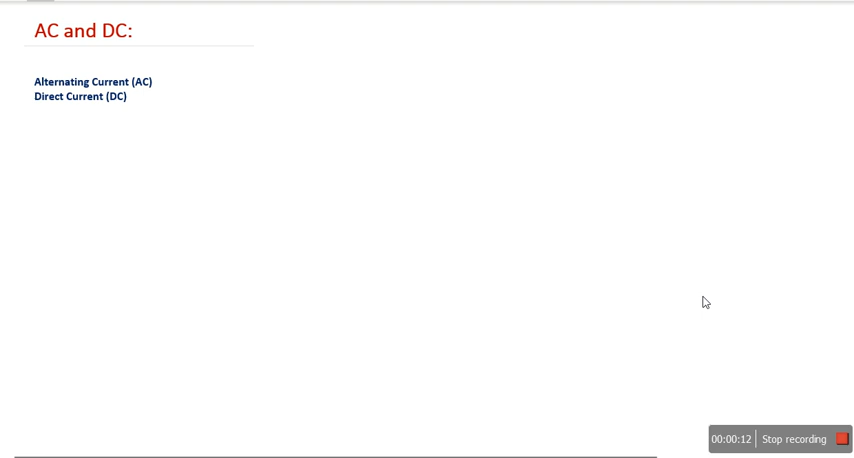 AC and DC:
Alternating Current (AC)
Direct Current (DC)
00:00:12 Stop recording